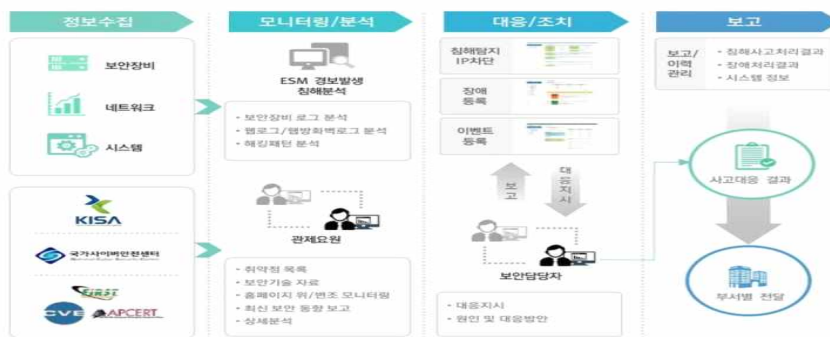 정보수집
보안장비
네트워크
시스템
KISA
국가사이버안전센터
FIRST
CVE
APCERT
모니터링/분석
ESM 경보발생
침해분석
- 보안장비 로그 분석
- 웹로그/웹방화벽로그 분석
- 해킹패턴 분석
관제요원
- 취약점 목록
- 보안기술 자료
- 홈페이지 위/변조 모니터링
- 최신 보안 동향 보고
- 상세분석
대응/조치
침해탐지
IP차단
장애
등록
이벤트
등록
보고
대응지시
보안담당자
- 대응지시
- 원인 및 대응방안
보고
보고/
이력
관리
- 침해사고처리결과
- 장애처리결과
- 시스템 정보
사고대응 결과
부서별 전달